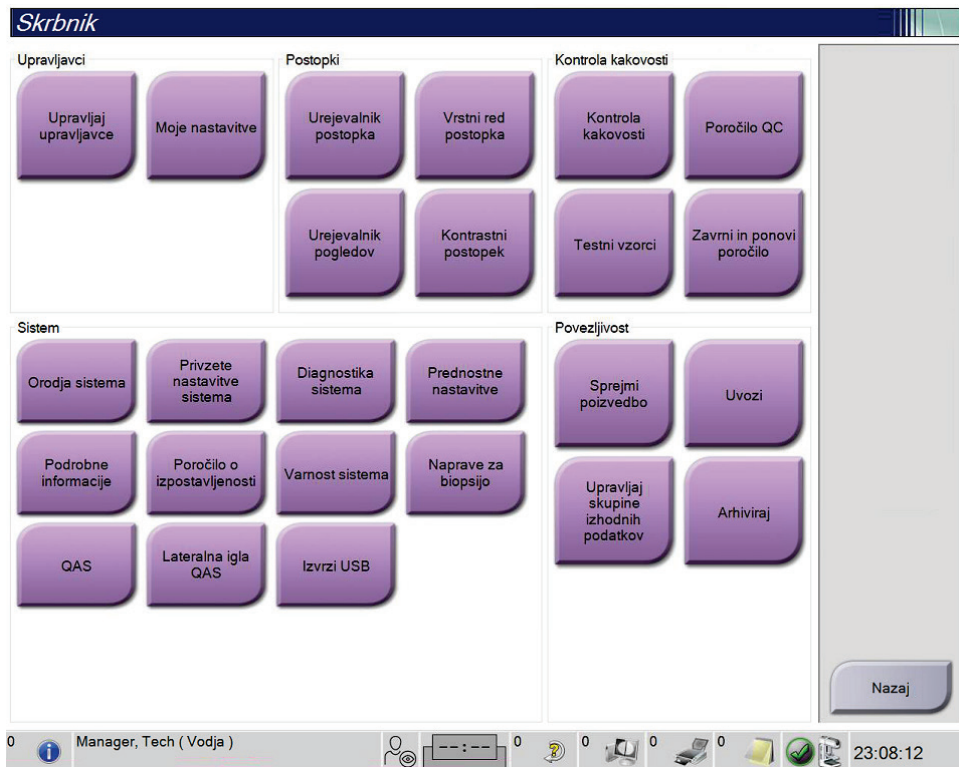 Skrbnik
Upravljavci
Upravljaj
upravljavce
Moje nastavitve
Postopki
Urejevalnik
postopka
Vrstni red
postopka
Urejevalnik
pogledov
Kontrastni
postopek
Kontrola kakovosti
Kontrola
kakovosti
Poročilo QC
Testni vzorci
Zavrni in ponovi
poročilo
Sistem
Orodja sistema
Privzete
nastavitve
sistema
Diagnostika
sistema
Prednostne
nastavitve
Podrobne
informacije
Poročilo o
izpostavljenosti
Varnost sistema
Naprave za
biopsijo
QAS
Lateralna igla
QAS
Izvrzi USB
Povezljivost
Sprejmi
poizvedbo
Uvozi
Upravljaj
skupine
izhodnih
podatkov
Arhiviraj
Nazaj
0
Manager, Tech ( Vodja )
--:--
0
0
0
0
23:08:12